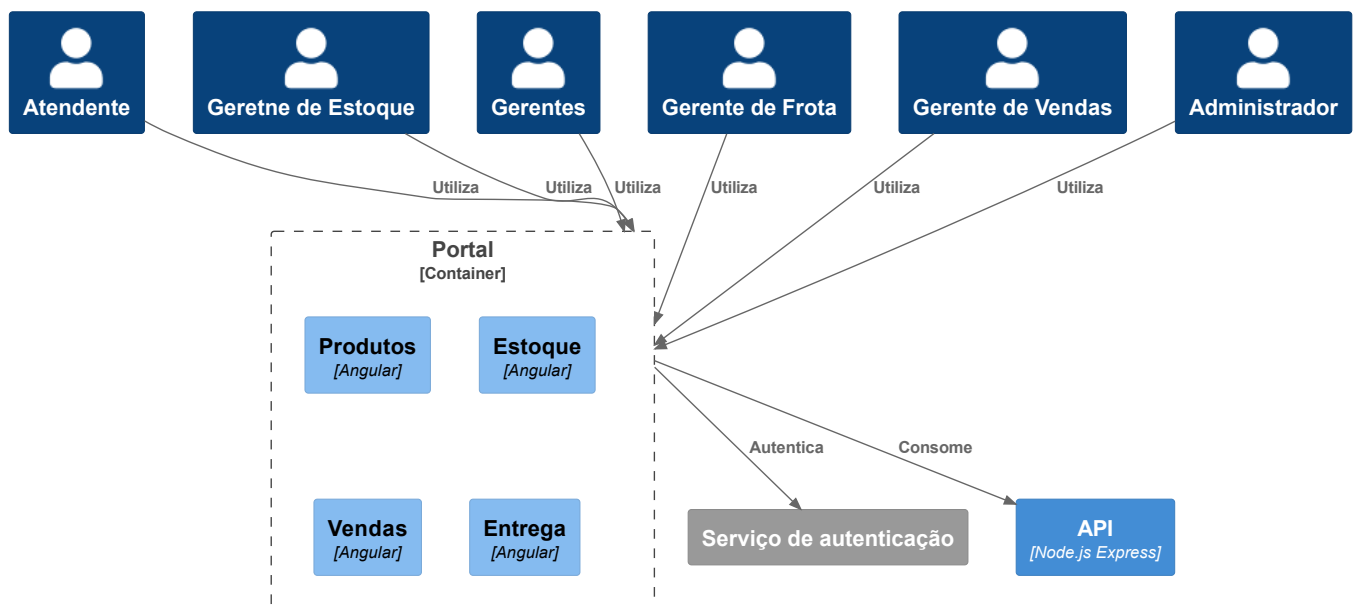 Atendente
Geretne de Estoque
Gerentes
Gerente de Frota
Gerente de Vendas
Administrador
Utiliza
Utiliza
Utiliza
Utiliza
Utiliza
Utiliza
Portal
[Container]
Produtos
[Angular]
Estoque
[Angular]
Autentica
Consome
Vendas
[Angular]
Entrega
[Angular]
Serviço de autenticação
API
[Node.js Express]